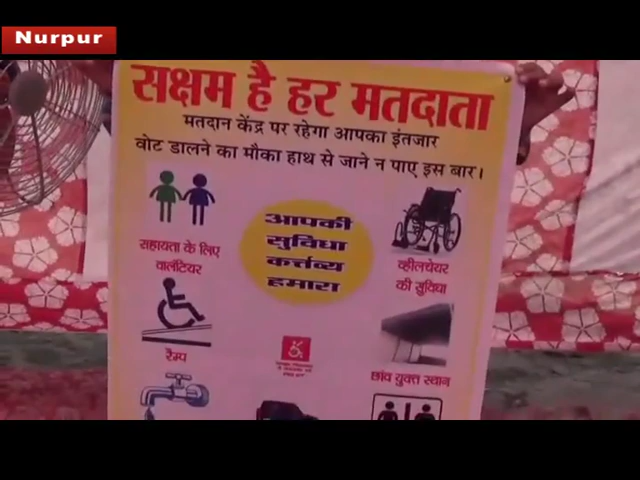 Nurpur
सक्षम है हर मतदाता
मतदान केंद्र पर रहेगा आपका इंतजार
वोट डालने का मौका हाथ से जाने न पाए इस बार।
आपकी
सुविधा
कर्त्तव्य
हमारा
सहायता के लिए
वालंटियर
व्हीलचेयर
की सुविधा
रैम्प
छांव युक्त स्थान